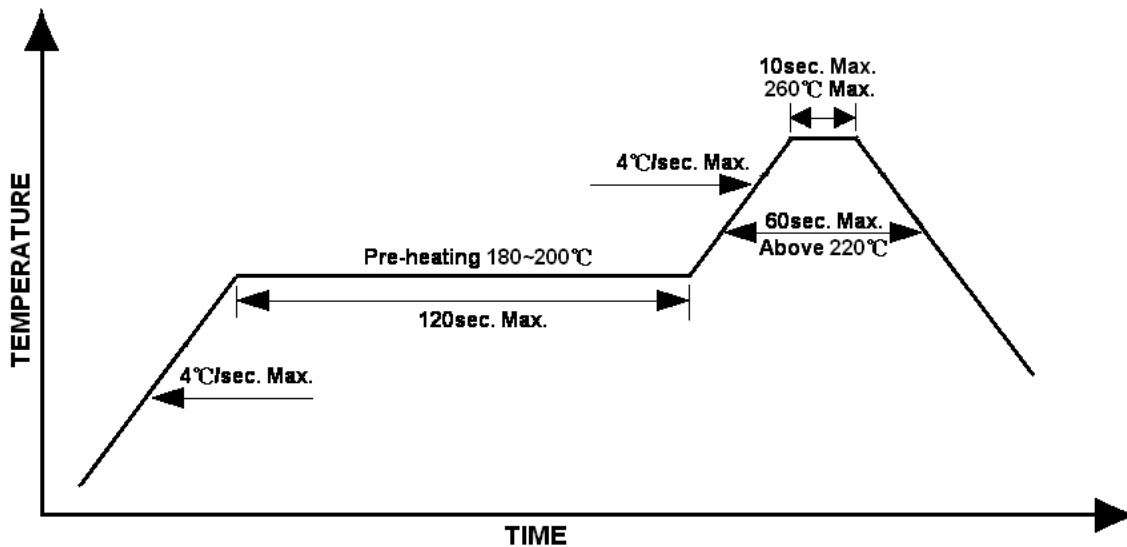 10sec. Max.
260℃ Max.
4℃/sec. Max.
60sec. Max.
Above 220℃
Pre-heating 180~200℃
120sec. Max.
4℃/sec. Max.
TEMPERATURE
TIME